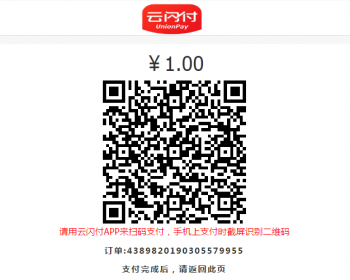 云闪付
UnionPay
¥1.00
请用云闪付APP来扫码支付，手机上支付时截屏识别二维码
订单:4389820190305579955
支付完成后，请返回此页